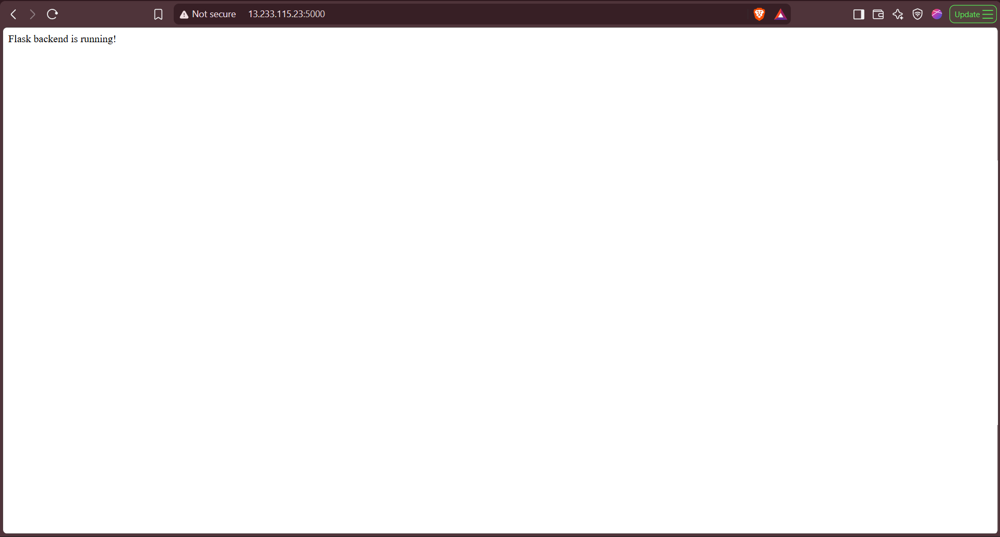 Not secure 13.233.115.23:5000 Update
Flask backend is running!